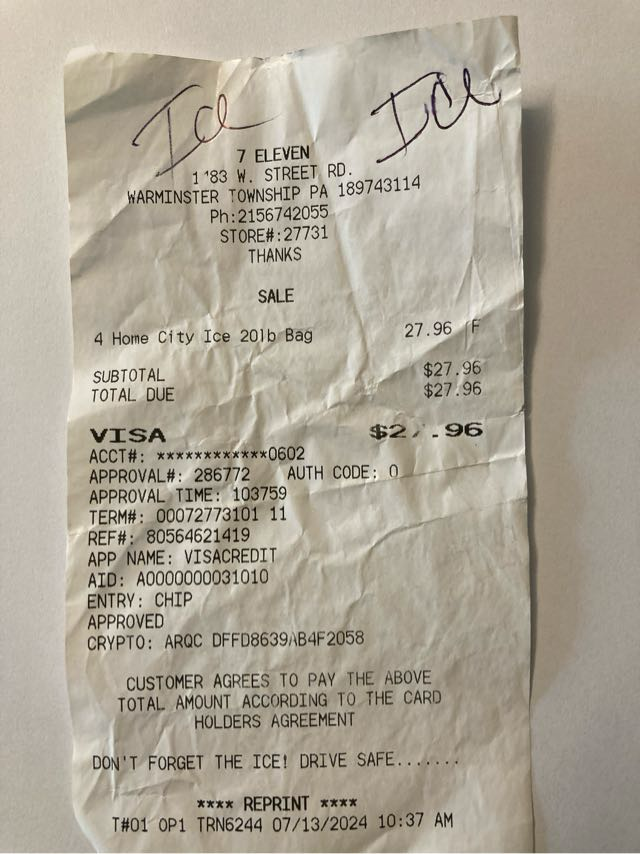 Ice Ice
7 ELEVEN
W. STREET RD.
WARMINSTER TOWNSHIP PA 189743114
Ph:2156742055
STORE#:27731
THANKS
SALE
4 Home City Ice 20lb Bag 27.96 F
SUBTOTAL $27.96
TOTAL DUE $27.96
VISA
ACCT#: ************0602
APPROVAL#: 286772 AUTH CODE: 0
APPROVAL TIME: 103759
TERM#: 00072773101 11
REF#: 80564621419
APP NAME: VISACREDIT
AID: A0000000031010
ENTRY: CHIP
APPROVED
CRYPTO: ARQC DFFD8639AB4F2058
CUSTOMER AGREES TO PAY THE ABOVE
TOTAL AMOUNT ACCORDING TO THE CARD
HOLDERS AGREEMENT
DON'T FORGET THE ICE! DRIVE SAFE.......
**** REPRINT ****
T#01 OP1 TRN6244 07/13/2024 10:37 AM